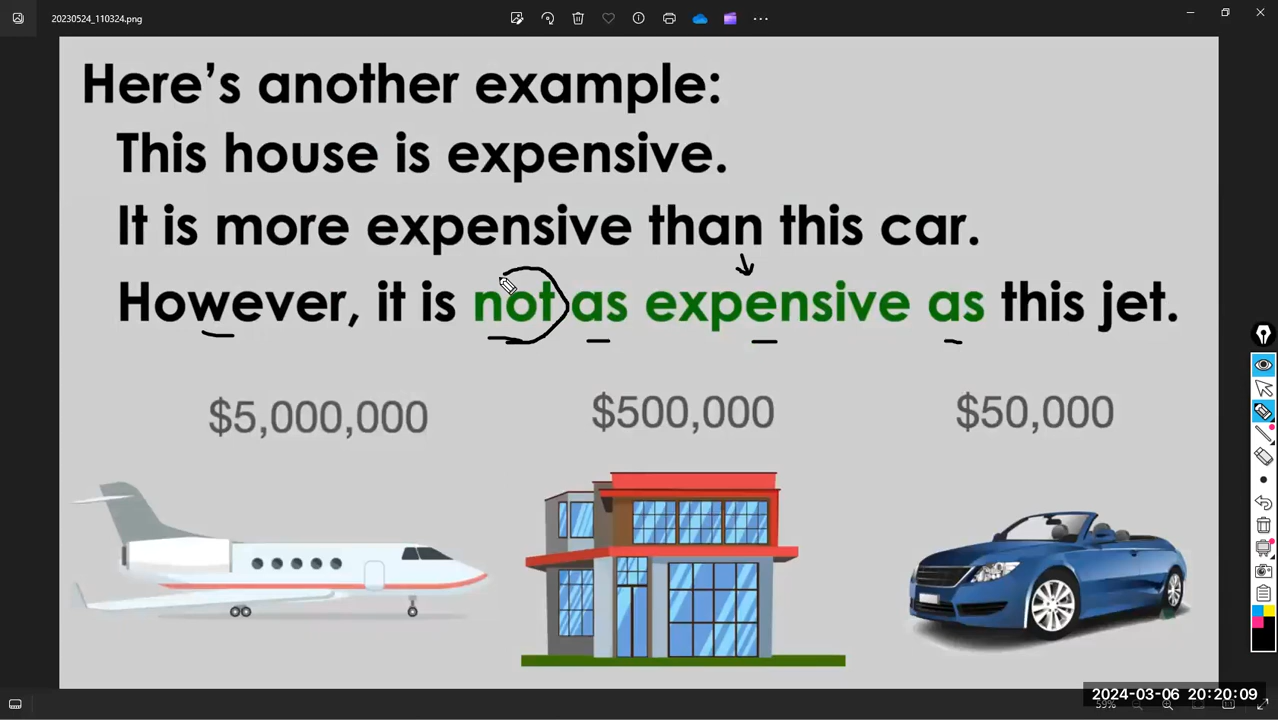 20230524_110324.png
Here's another example:
This house is expensive.
It is more expensive than this car.
However, it is not as expensive as this jet.
$5,000,000 $500,000 $50,000
2024-03-06 20:20:09
59%